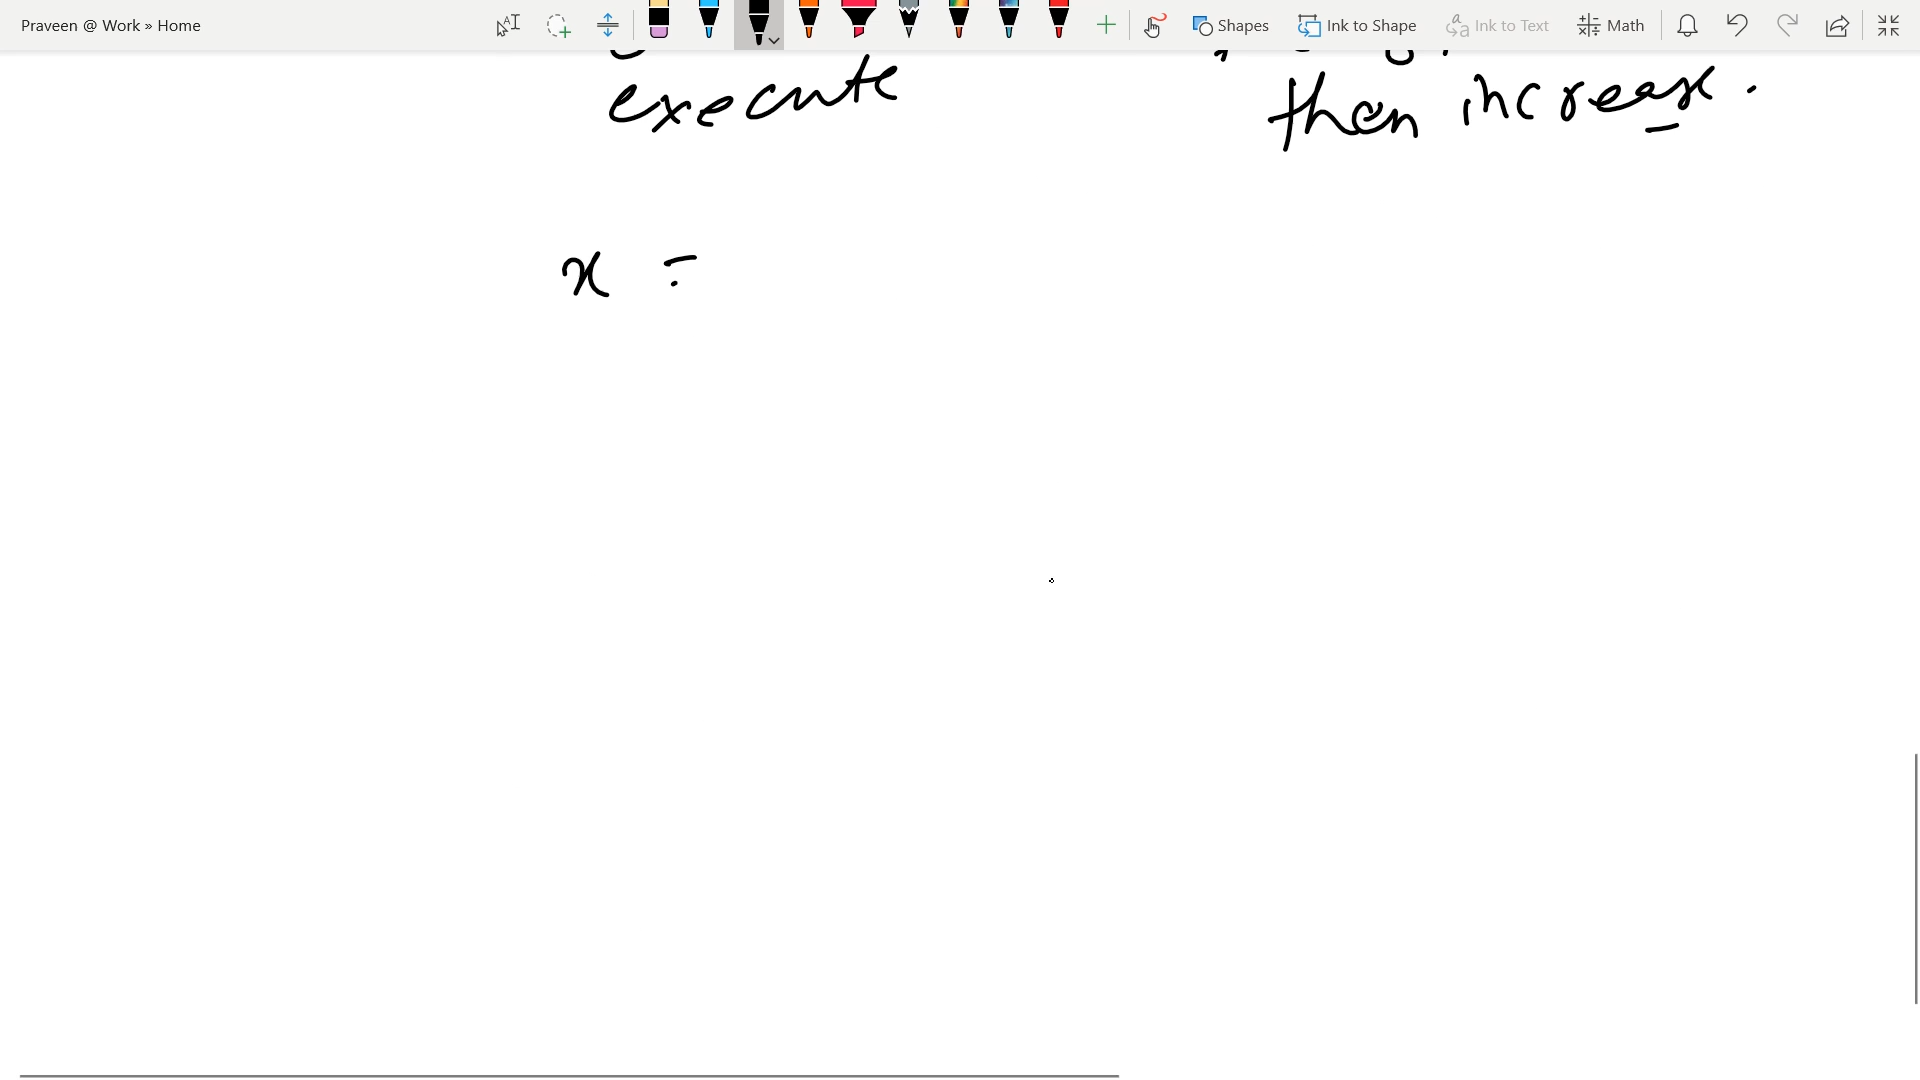 Praveen @ Work » Home
Shapes
Ink to Shape
Ink to Text
Math
execute
then increase.
x =